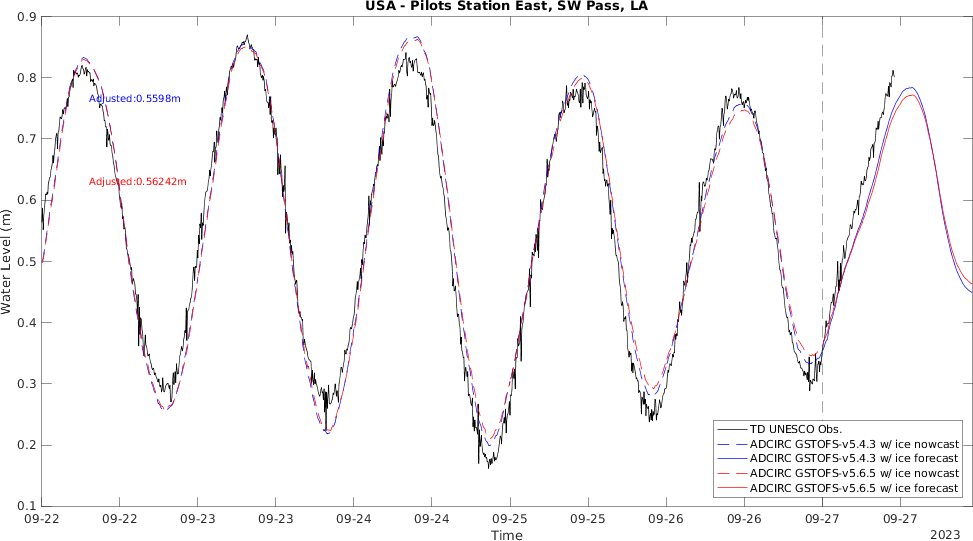 USA - Pilots Station East, SW Pass, LA
0.9
0.8
0.7
0.6
0.5
0.4
0.3
0.2
0.1
Water Level (m)
Adjusted:0.5598m
Adjusted:0.56242m
TD UNESCO Obs.
ADCIRC GSTOFS-v5.4.3 w/ ice nowcast
ADCIRC GSTOFS-v5.4.3 w/ ice forecast
ADCIRC GSTOFS-v5.6.5 w/ ice nowcast
ADCIRC GSTOFS-v5.6.5 w/ ice forecast
09-22 09-22 09-23 09-23 09-24 09-24 09-25 09-25 09-26 09-26 09-27 09-27
Time
2023